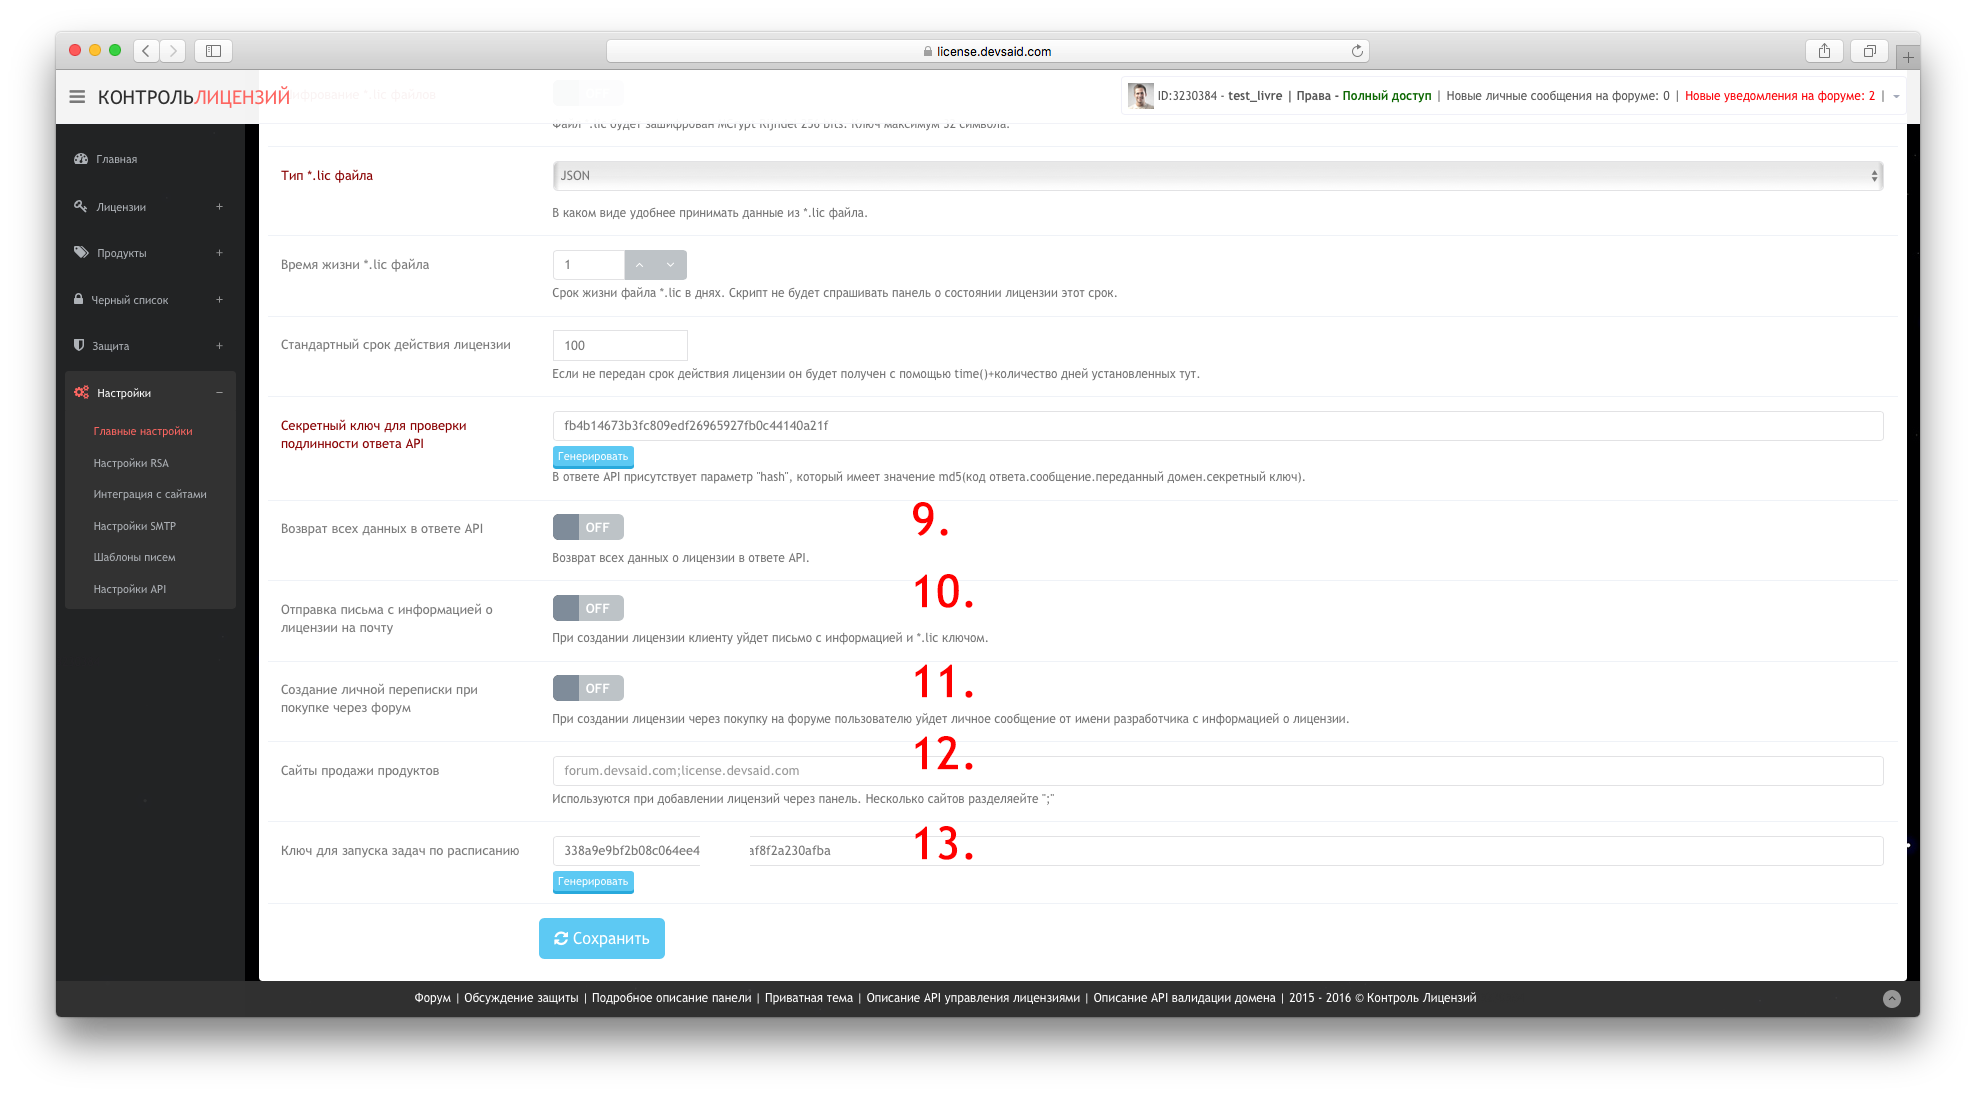 license.devsaid.com
КОНТРОЛЬЛИЦЕНЗИЙ
ID:3230384 - test_livre | Права - Полный доступ | Новые личные сообщения на форуме: 0 | Новые уведомления на форуме: 2 |
Главная
Лицензии +
Продукты +
Черный список +
Защита +
Настройки −
Главные настройки
Настройки RSA
Интеграция с сайтами
Настройки SMTP
Шаблоны писем
Настройки API
Шифрование *.lic файлов
Файл *.lic будет зашифрован Mcrypt Rijndel 256 bits. Ключ максимум 32 символа.
Тип *.lic файла
JSON
В каком виде удобнее принимать данные из *.lic файла.
Время жизни *.lic файла
1
Срок жизни файла *.lic в днях. Скрипт не будет спрашивать панель о состоянии лицензии этот срок.
Стандартный срок действия лицензии
100
Если не передан срок действия лицензии он будет получен с помощью time()+количество дней установленных тут.
Секретный ключ для проверки
подлинности ответа API
fb4b14673b3fc809edf26965927fb0c44140a21f
Генерировать
В ответе API присутствует параметр "hash", который имеет значение md5(код ответа.сообщение.переданный домен.секретный ключ).
Возврат всех данных в ответе API
OFF
9.
Возврат всех данных о лицензии в ответе API.
10.
Отправка письма с информацией о
лицензии на почту
OFF
При создании лицензии клиенту уйдет письмо с информацией и *.lic ключом.
11.
Создание личной переписки при
покупке через форум
OFF
При создании лицензии через покупку на форуме пользователю уйдет личное сообщение от имени разработчика с информацией о лицензии.
12.
Сайты продажи продуктов
forum.devsaid.com;license.devsaid.com
Используются при добавлении лицензий через панель. Несколько сайтов разделяейте ";"
13.
Ключ для запуска задач по расписанию
338a9e9bf2b08c064ee4 af8f2a230afba
Генерировать
Сохранить
Форум | Обсуждение защиты | Подробное описание панели | Приватная тема | Описание API управления лицензиями | Описание API валидации домена | 2015 - 2016 © Контроль Лицензий